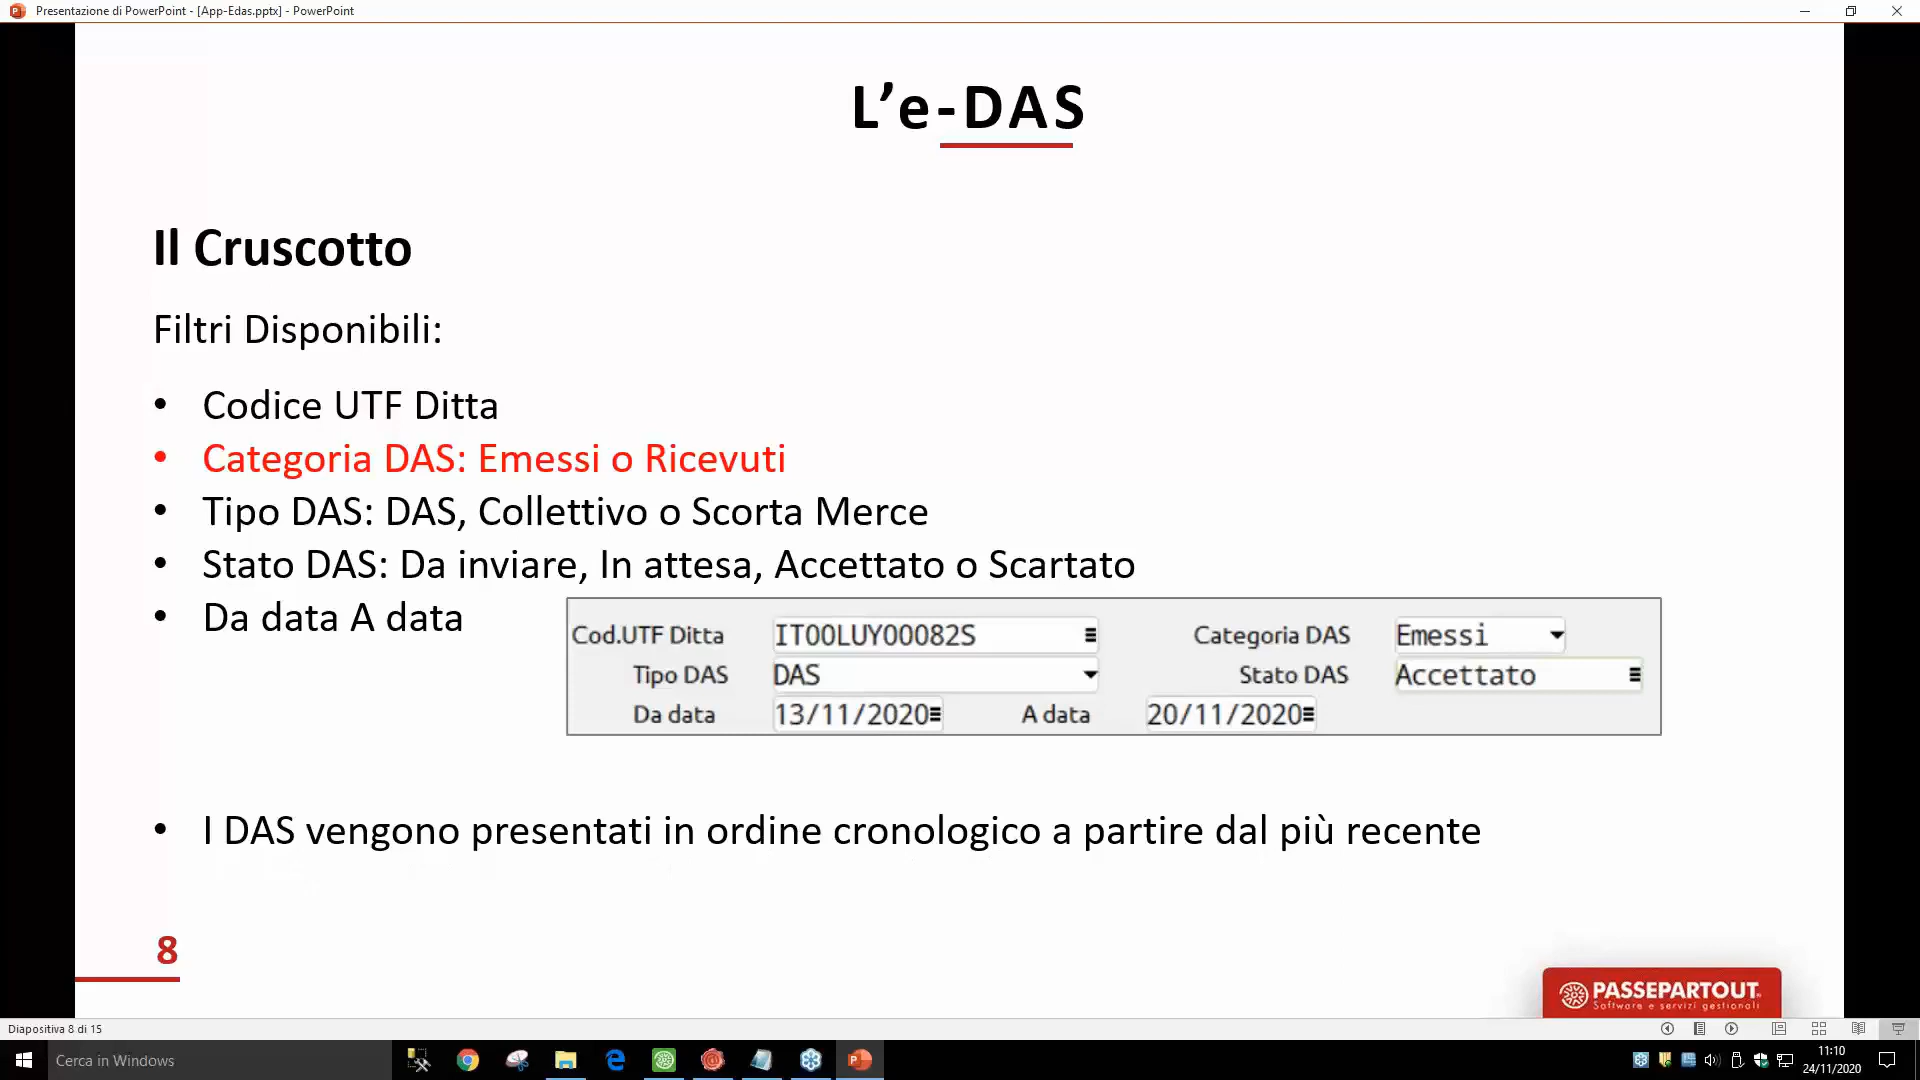 Presentazione di PowerPoint - [App-Edas.pptx] - PowerPoint
L’e-DAS
Il Cruscotto
Filtri Disponibili:
• Codice UTF Ditta
• Categoria DAS: Emessi o Ricevuti
• Tipo DAS: DAS, Collettivo o Scorta Merce
• Stato DAS: Da inviare, In attesa, Accettato o Scartato
• Da data A data
Cod.UTF Ditta IT00LUY00082S Categoria DAS Emessi
Tipo DAS DAS Stato DAS Accettato
Da data 13/11/2020 A data 20/11/2020
• I DAS vengono presentati in ordine cronologico a partire dal più recente
8
PASSEPARTOUT
Software e servizi gestionali
Diapositiva 8 di 15
Cerca in Windows
11:10
24/11/2020